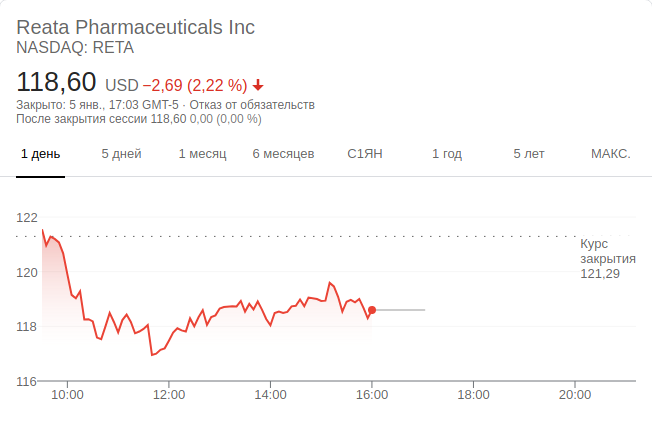 Reata Pharmaceuticals Inc
NASDAQ: RETA
118,60 USD −2,69 (2,22 %)
Закрыто: 5 янв., 17:03 GMT-5 · Отказ от обязательств
После закрытия сессии 118,60 0,00 (0,00 %)
1 день 5 дней 1 месяц 6 месяцев С1ЯН 1 год 5 лет МАКС.
122
Курс
закрытия
121,29
120
118
116
10:00 12:00 14:00 16:00 18:00 20:00